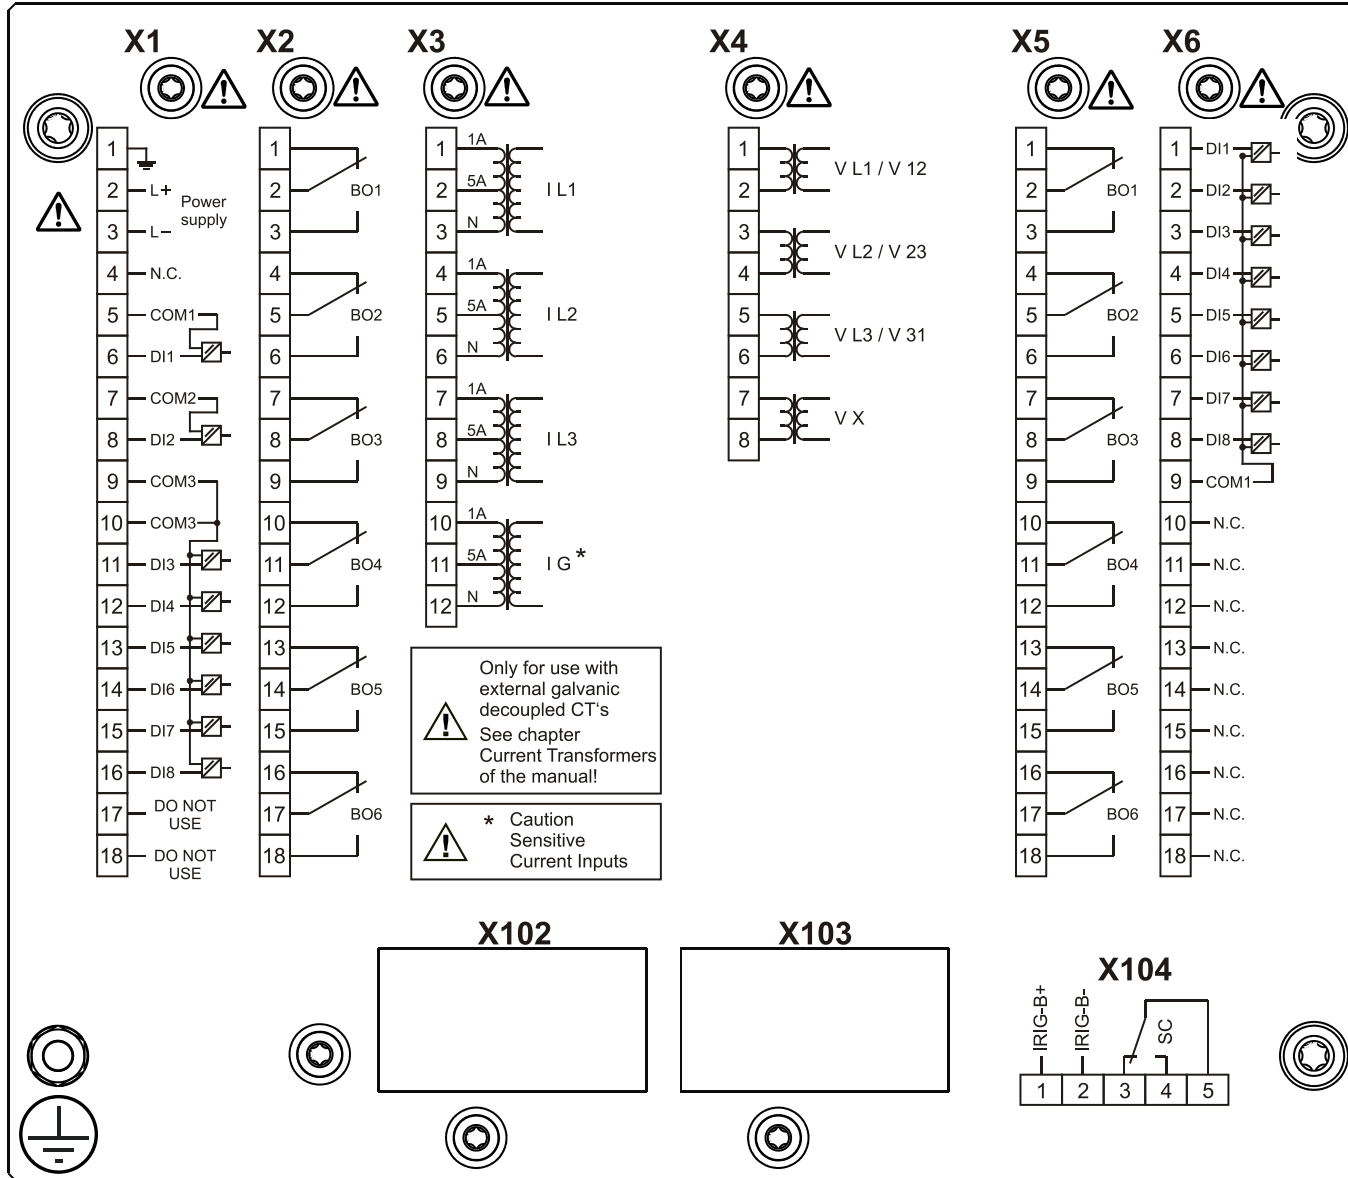 X1
X2
X3
X4
X5
X6
1
2 L+
3 L−
Power
supply
4 N.C.
5 COM1
6 DI1
7 COM2
8 DI2
9 COM3
10 COM3
11 DI3
12 DI4
13 DI5
14 DI6
15 DI7
16 DI8
17 DO NOT
USE
18 DO NOT
USE
1
2 BO1
3
4
5 BO2
6
7
8 BO3
9
10
11 BO4
12
13
14 BO5
15
16
17 BO6
18
1 1A
2 5A I L1
3 N
4 1A
5 5A I L2
6 N
7 1A
8 5A I L3
9 N
10 1A
11 5A I G *
12 N
Only for use with
external galvanic
decoupled CT‘s
See chapter
Current Transformers
of the manual!
* Caution
Sensitive
Current Inputs
1
V L1 / V 12
2
3
V L2 / V 23
4
5
V L3 / V 31
6
7
V X
8
1
2 BO1
3
4
5 BO2
6
7
8 BO3
9
10
11 BO4
12
13
14 BO5
15
16
17 BO6
18
1 DI1
2 DI2
3 DI3
4 DI4
5 DI5
6 DI6
7 DI7
8 DI8
9 COM1
10 N.C.
11 N.C.
12 N.C.
13 N.C.
14 N.C.
15 N.C.
16 N.C.
17 N.C.
18 N.C.
X102
X103
X104
IRIG-B+
IRIG-B-
SC
1 2 3 4 5